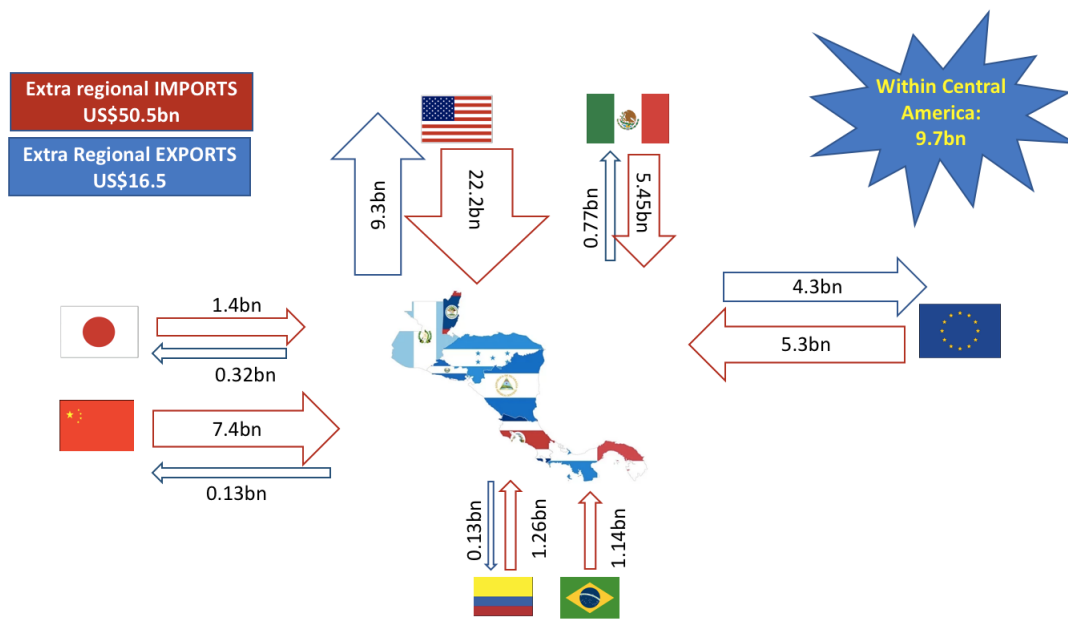 Extra regional IMPORTS
US$50.5bn
Extra Regional EXPORTS
US$16.5
Within Central
America:
9.7bn
9.3bn
22.2bn
0.77bn
5.45bn
4.3bn
5.3bn
1.4bn
0.32bn
7.4bn
0.13bn
0.13bn
1.26bn
1.14bn